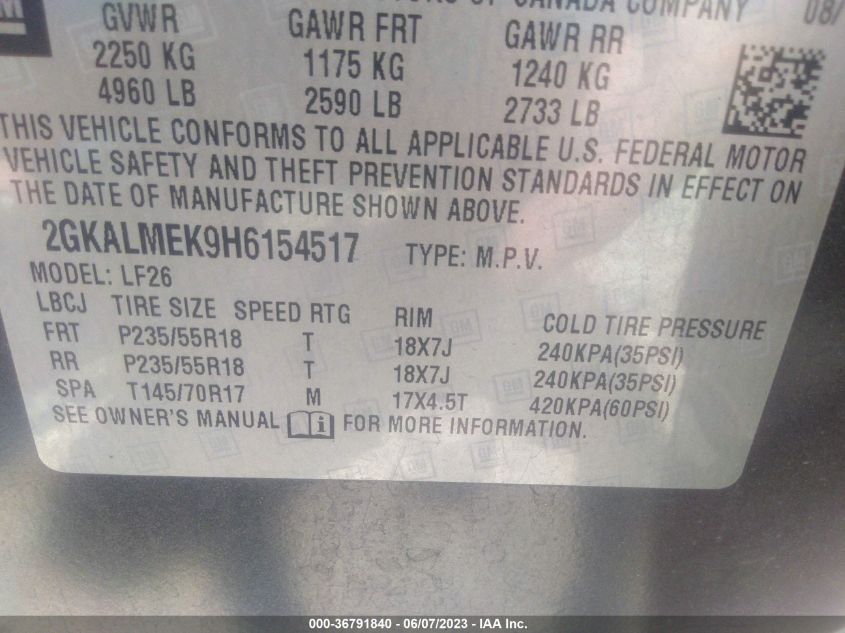 OF CANADA COMPANY 08/
GM
GVWR GAWR FRT GAWR RR
2250 KG 1175 KG 1240 KG
4960 LB 2590 LB 2733 LB
THIS VEHICLE CONFORMS TO ALL APPLICABLE U.S. FEDERAL MOTOR
VEHICLE SAFETY AND THEFT PREVENTION STANDARDS IN EFFECT ON
THE DATE OF MANUFACTURE SHOWN ABOVE.
2GKALMEK9H6154517 TYPE: M.P.V.
MODEL: LF26
LBCJ TIRE SIZE SPEED RTG RIM COLD TIRE PRESSURE
FRT P235/55R18 T 18X7J 240KPA(35PSI)
RR P235/55R18 T 18X7J 240KPA(35PSI)
SPA T145/70R17 M 17X4.5T 420KPA(60PSI)
SEE OWNER'S MANUAL i FOR MORE INFORMATION.
000-36791840 - 06/07/2023 - IAA Inc.